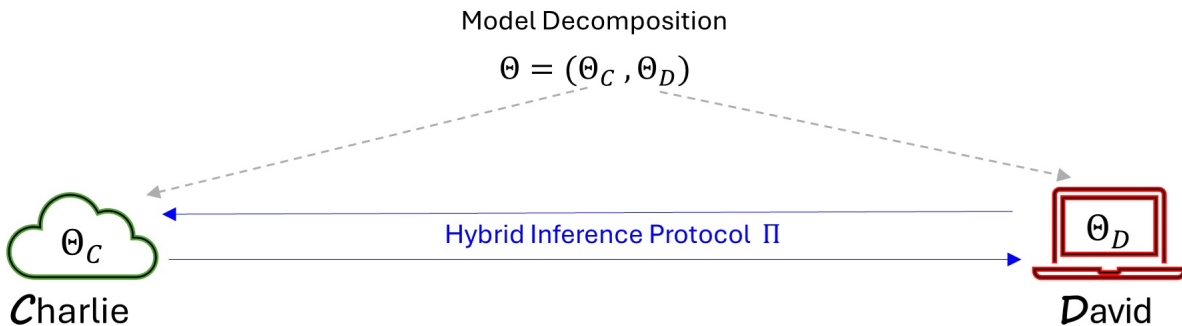 Model Decomposition
Θ = (Θ_C , Θ_D)
Θ_C
Hybrid Inference Protocol Π
Θ_D
Charlie
David